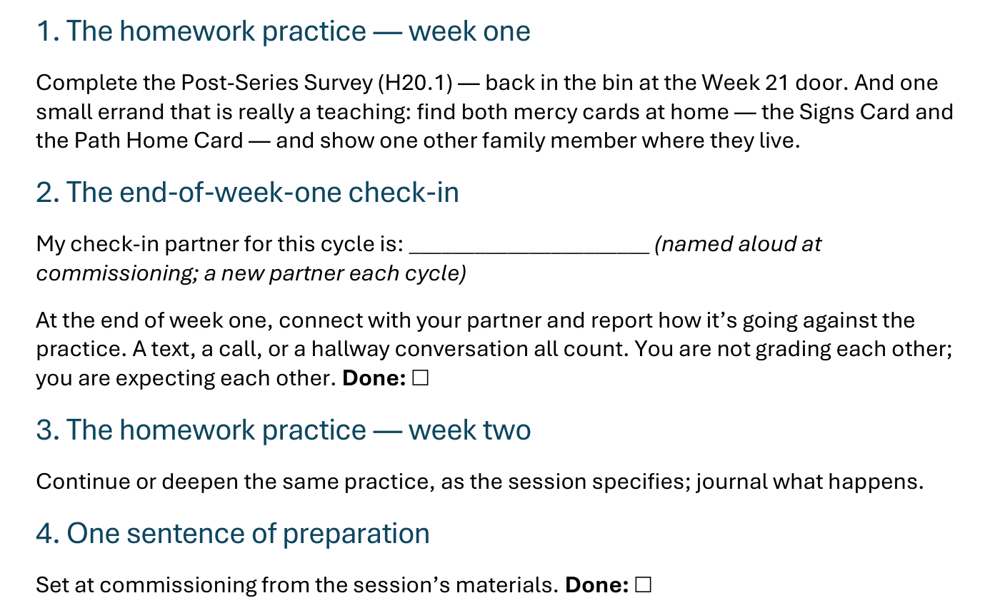 1. The homework practice — week one
Complete the Post-Series Survey (H20.1) — back in the bin at the Week 21 door. And one
small errand that is really a teaching: find both mercy cards at home — the Signs Card and
the Path Home Card — and show one other family member where they live.
2. The end-of-week-one check-in
My check-in partner for this cycle is: ______________________ (named aloud at
commissioning; a new partner each cycle)
At the end of week one, connect with your partner and report how it’s going against the
practice. A text, a call, or a hallway conversation all count. You are not grading each other;
you are expecting each other. Done: ☐
3. The homework practice — week two
Continue or deepen the same practice, as the session specifies; journal what happens.
4. One sentence of preparation
Set at commissioning from the session’s materials. Done: ☐